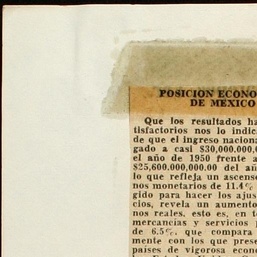 POSICION ECONO
DE MEXICO
Que los resultados ha
tisfactorios nos lo indic
de que el ingreso naciona
gado a casi $30,000.000,0
el año de 1950 frente a
$25,600.000,000 del añ
lo que refleja un ascenso
nos monetarios de 11.4%
gido para hacer los ajus
cios, revela un aumento
nos reales, esto es, en t
mercancías y servicios
de 6.5%, que compara
mente con los que prese
países de vigorosa econo